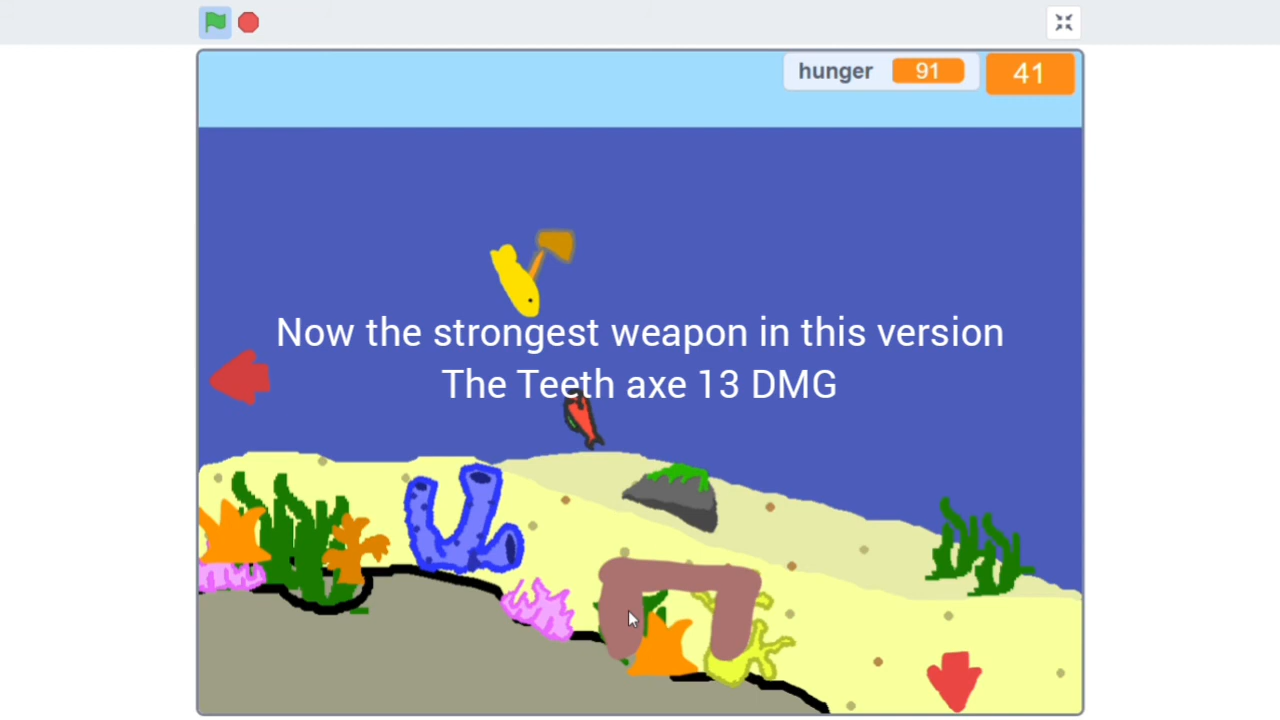 hunger 91 41
Now the strongest weapon in this version
The Teeth axe 13 DMG